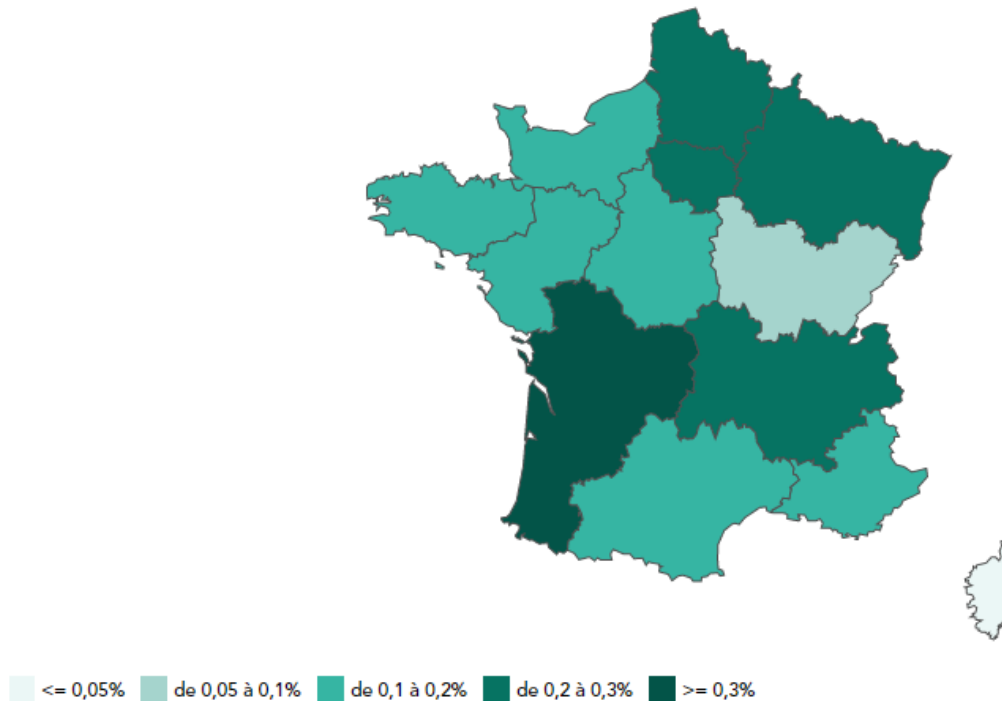 <= 0,05% de 0,05 à 0,1% de 0,1 à 0,2% de 0,2 à 0,3% >= 0,3%